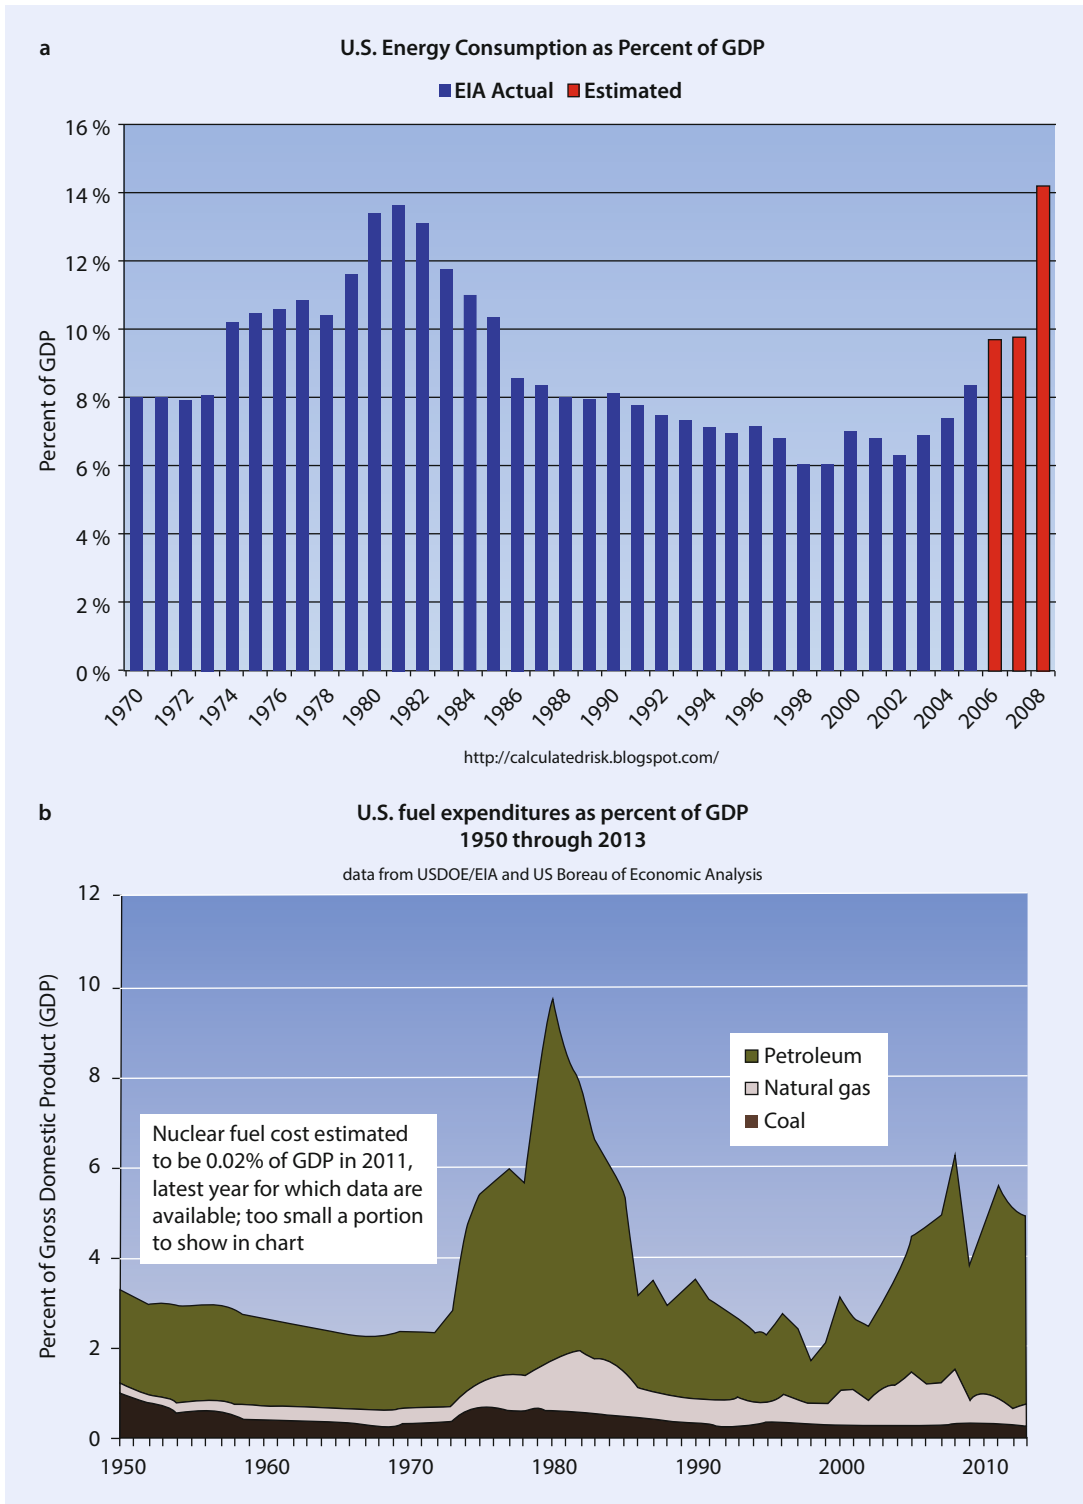 a
U.S. Energy Consumption as Percent of GDP
EIA Actual Estimated
16 %
14 %
12 %
10 %
8 %
6 %
4 %
2 %
0 %
Percent of GDP
1970 1972 1974 1976 1978 1980 1982 1984 1986 1988 1990 1992 1994 1996 1998 2000 2002 2004 2006 2008
http://calculatedrisk.blogspot.com/
b
U.S. fuel expenditures as percent of GDP
1950 through 2013
data from USDOE/EIA and US Boreau of Economic Analysis
12
10
8
6
4
2
0
Percent of Gross Domestic Product (GDP)
Petroleum
Natural gas
Coal
Nuclear fuel cost estimated
to be 0.02% of GDP in 2011,
latest year for which data are
available; too small a portion
to show in chart
1950 1960 1970 1980 1990 2000 2010